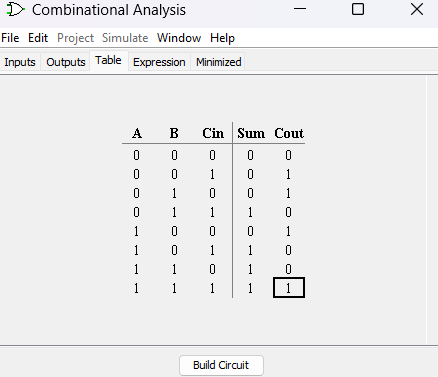 Combinational Analysis
File Edit Project Simulate Window Help
Inputs Outputs Table Expression Minimized
A B Cin Sum Cout
0 0 0 0 0
0 0 1 0 1
0 1 0 0 1
0 1 1 1 0
1 0 0 0 1
1 0 1 1 0
1 1 0 1 0
1 1 1 1 1
Build Circuit